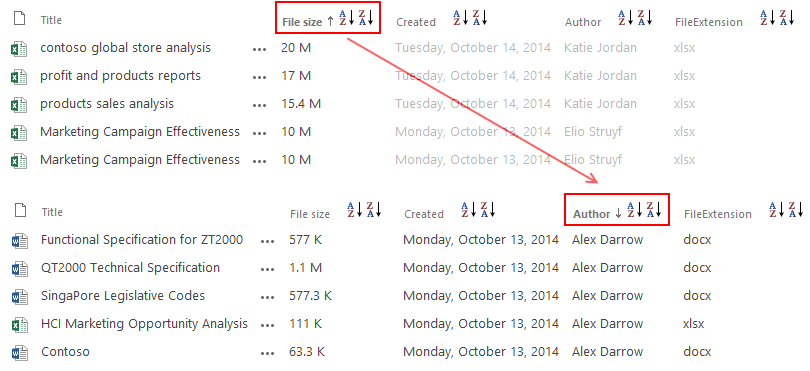 Title File size ↑ Created Author FileExtension
contoso global store analysis ... 20 M Tuesday, October 14, 2014 Katie Jordan xlsx
profit and products reports ... 17 M Tuesday, October 14, 2014 Katie Jordan xlsx
products sales analysis ... 15.4 M Tuesday, October 14, 2014 Katie Jordan xlsx
Marketing Campaign Effectiveness ... 10 M Monday, October 13, 2014 Elio Struyf xlsx
Marketing Campaign Effectiveness ... 10 M Monday, October 13, 2014 Elio Struyf xlsx
Title File size Created Author ↓ FileExtension
Functional Specification for ZT2000 ... 577 K Monday, October 13, 2014 Alex Darrow docx
QT2000 Technical Specification ... 1.1 M Monday, October 13, 2014 Alex Darrow docx
SingaPore Legislative Codes ... 577.3 K Monday, October 13, 2014 Alex Darrow docx
HCI Marketing Opportunity Analysis ... 111 K Monday, October 13, 2014 Alex Darrow xlsx
Contoso ... 63.3 K Monday, October 13, 2014 Alex Darrow docx